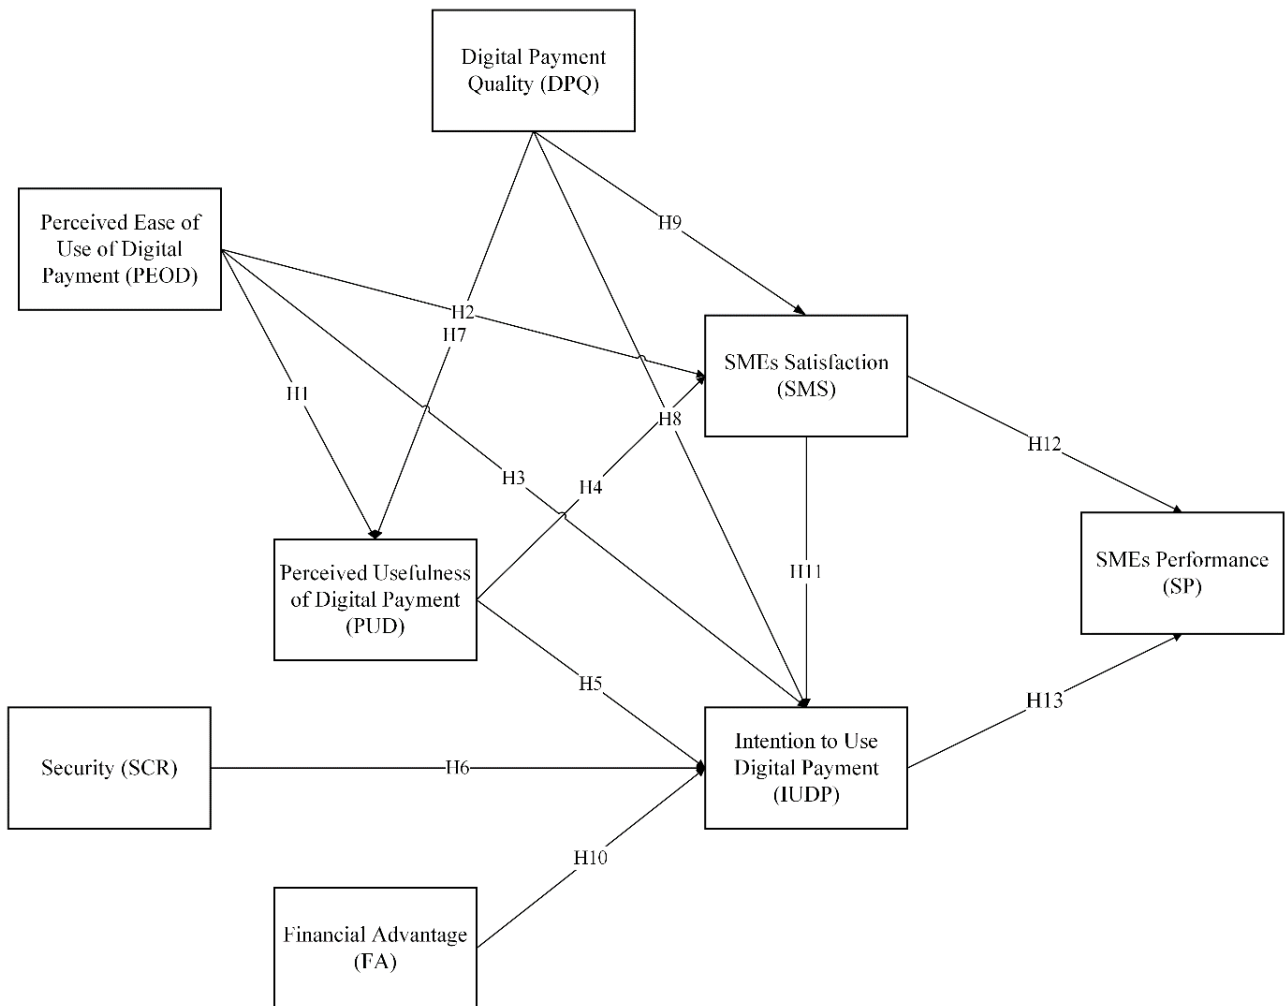 Digital Payment
Quality (DPQ)
Perceived Ease of
Use of Digital
Payment (PEOD)
H9
H2
H7
SMEs Satisfaction
(SMS)
H1
H8
H12
H3
H4
SMEs Performance
(SP)
Perceived Usefulness
of Digital Payment
(PUD)
H11
H5
H13
Security (SCR)
H6
Intention to Use
Digital Payment
(IUDP)
H10
Financial Advantage
(FA)